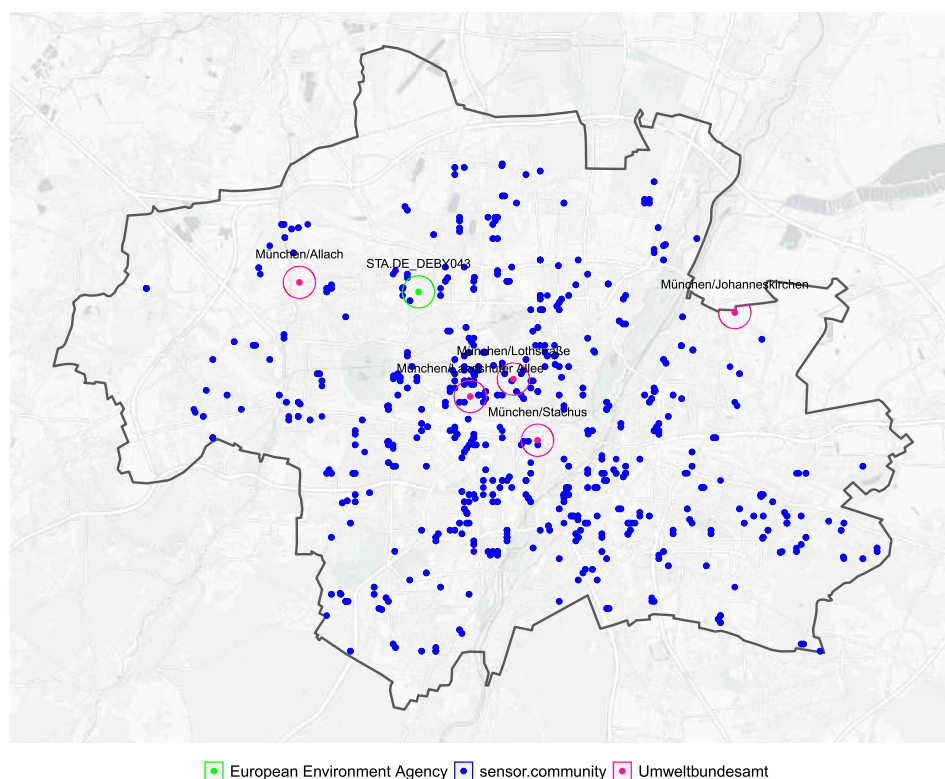 München/Allach
STA.DE_DEBY043
München/Johanneskirchen
München/Lothstraße
München/Landshuter Allee
München/Stachus
European Environment Agency sensor.community Umweltbundesamt